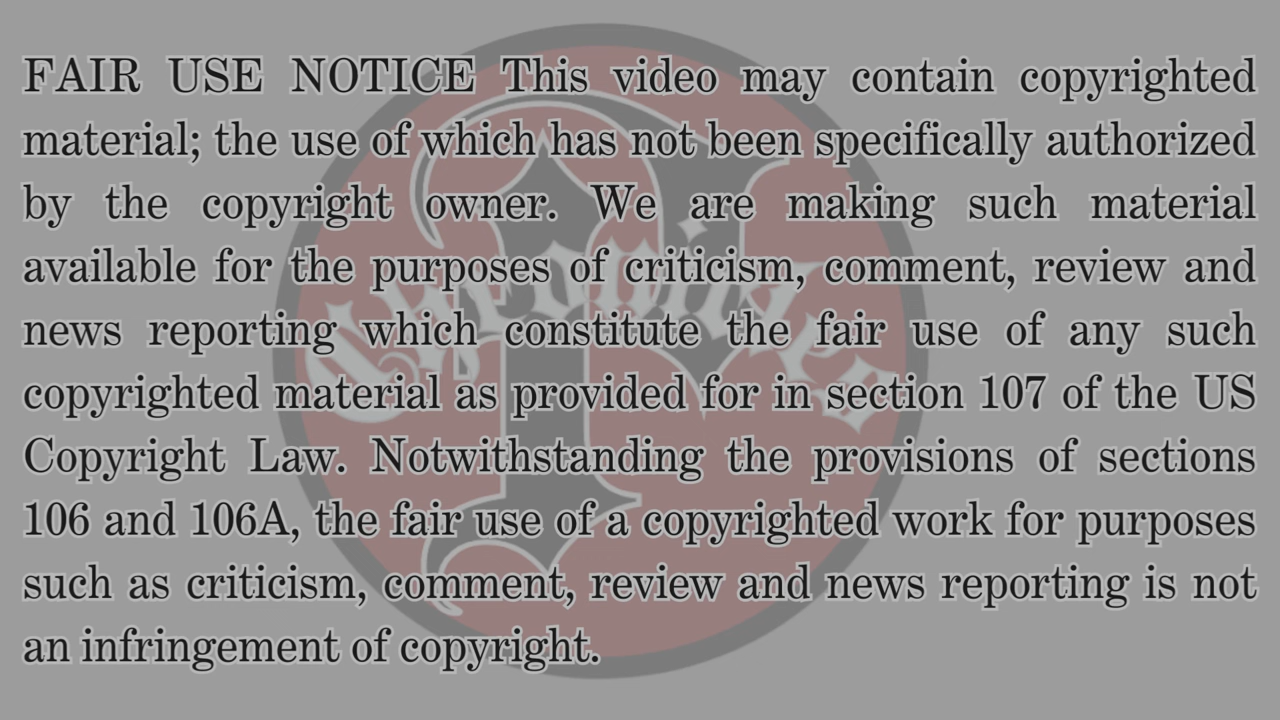 FAIR USE NOTICE This video may contain copyrighted
material; the use of which has not been specifically authorized
by the copyright owner. We are making such material
available for the purposes of criticism, comment, review and
news reporting which constitute the fair use of any such
copyrighted material as provided for in section 107 of the US
Copyright Law. Notwithstanding the provisions of sections
106 and 106A, the fair use of a copyrighted work for purposes
such as criticism, comment, review and news reporting is not
an infringement of copyright.
Chronicles